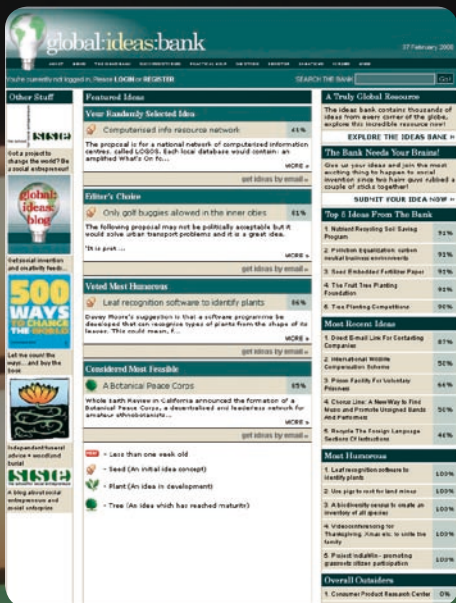 global:ideas:bank
You're currently not logged in, Please LOGIN or REGISTER
SEARCH THE BANK
Go!
Other Stuff
SISE
Got a project to
change the world? Be
a social entrepreneur!
global:
ideas:
blog
Get social invention
and creativity feeds...
500
WAYS
TO CHANGE
THE WORLD
Let me count the
ways....and buy the
book
Independent funeral
advice + woodland
burial
A blog about social
entrepreneurs and
social enterprise
Featured Ideas
Your Randomly Selected Idea
Computerised info resource network 41%
The proposal is for a national network of computerised information
centres, called LOGOS. Each local database would contain: an
amplified What's On fo...
MORE »
get ideas by email »
Editor's Choice
Only golf buggies allowed in the inner cities 81%
The following proposal may not be politically acceptable but it
would solve urban transport problems and it is a great idea.
"It is prot ...
MORE »
get ideas by email »
Voted Most Humorous
Leaf recognition software to identify plants 86%
Davey Moore's suggestion is that a software programme be
developed that can recognise types of plants from the shape of its
leaves. This could mean, f...
MORE »
get ideas by email »
Considered Most Feasible
A Botanical Peace Corps 85%
Whole Earth Review in California announced the formation of a
Botanical Peace Corps, a decentralised and leaderless network for
amateur ethnobotanists...
MORE »
get ideas by email »
= Less than one week old
= Seed (An initial idea concept)
= Plant (An idea in development)
= Tree (An idea which has reached maturity)
A Truly Global Resource
The ideas bank contains thousands of
ideas from every corner of the globe,
explore this incredible resource now!
EXPLORE THE IDEAS BANK »
The Bank Needs Your Brains!
Give us your ideas and join the most
exciting thing to happen to social
invention since two hairy guys rubbed a
couple of sticks together!
SUBMIT YOUR IDEA NOW »
Top 5 Ideas From The Bank
1. Nutrient Recycling Soil Saving
Program
2. Pollution Equalization: carbon
neutral business environments
3. Seed Embedded Fertilizer Paper
4. The Fruit Tree Planting
Foundation
5. Tree Planting Competitions
Most Recent Ideas
1. Direct E-mail Link For Contacting
Companies 87%
2. International Wildlife
Compensation Scheme
3. Prison Facility For Voluntary
Prisoners
4. Chorus Line: A New Way to Find
Music and Promote Unsigned Bands
And Performers
5. Recycle The Foreign Language
Sections Of Instructions
Most Humorous
1. Leaf recognition software to
identify plants 100%
2. Use pigs to root for land mines 100%
3. A biodiversity census to create an
inventory of all species 100%
4. Videoconferencing for
Thanksgiving, Xmas etc. to unite the
family 100%
5. Project IndiaWin - promoting
grassroots citizen participation 100%
Overall Outsiders
1. Consumer Product Research Center 0%